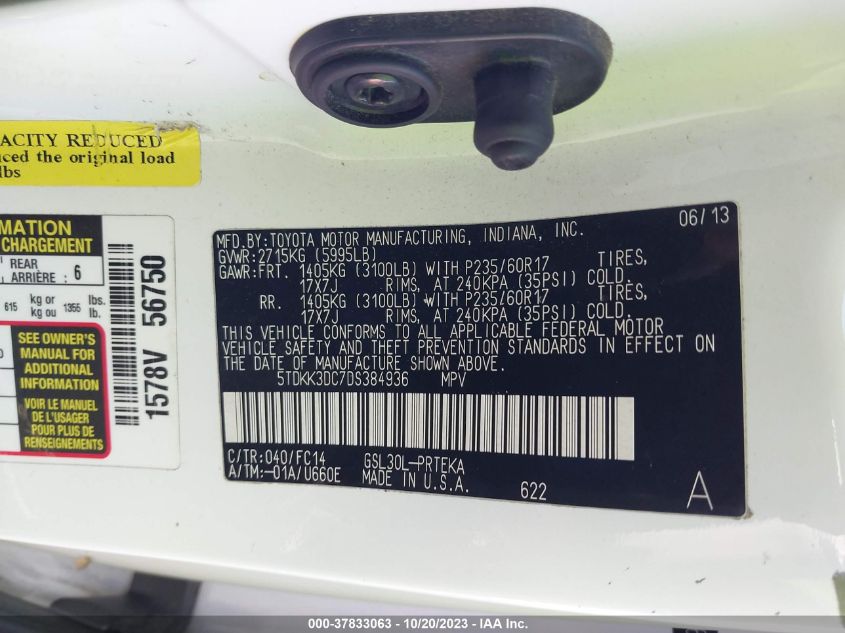 ACITY REDUCED
uced the original load
lbs
MATION
CHARGEMENT
REAR
ARRIÈRE : 6
615 kg or kg ou 1355 lbs. lb.
SEE OWNER'S
MANUAL FOR
ADDITIONAL
INFORMATION
VOIR LE MANUEL
DE L'USAGER
POUR PLUS DE
RENSEIGNEMENTS
1578V 56750
06/13
MFD.BY:TOYOTA MOTOR MANUFACTURING, INDIANA, INC.
GVWR:2715KG (5995LB)
GAWR:FRT. 1405KG (3100LB) WITH P235/60R17 TIRES,
17X7J RIMS, AT 240KPA (35PSI) COLD.
RR. 1405KG (3100LB) WITH P235/60R17 TIRES,
17X7J RIMS, AT 240KPA (35PSI) COLD.
THIS VEHICLE CONFORMS TO ALL APPLICABLE FEDERAL MOTOR
VEHICLE SAFETY AND THEFT PREVENTION STANDARDS IN EFFECT ON
THE DATE OF MANUFACTURE SHOWN ABOVE.
5TDKK3DC7DS384936 MPV
C/TR:040/FC14 GSL30L-PRTEKA
A/TM:-01A/U660E MADE IN U.S.A.
622
A
000-37833063 - 10/20/2023 - IAA Inc.